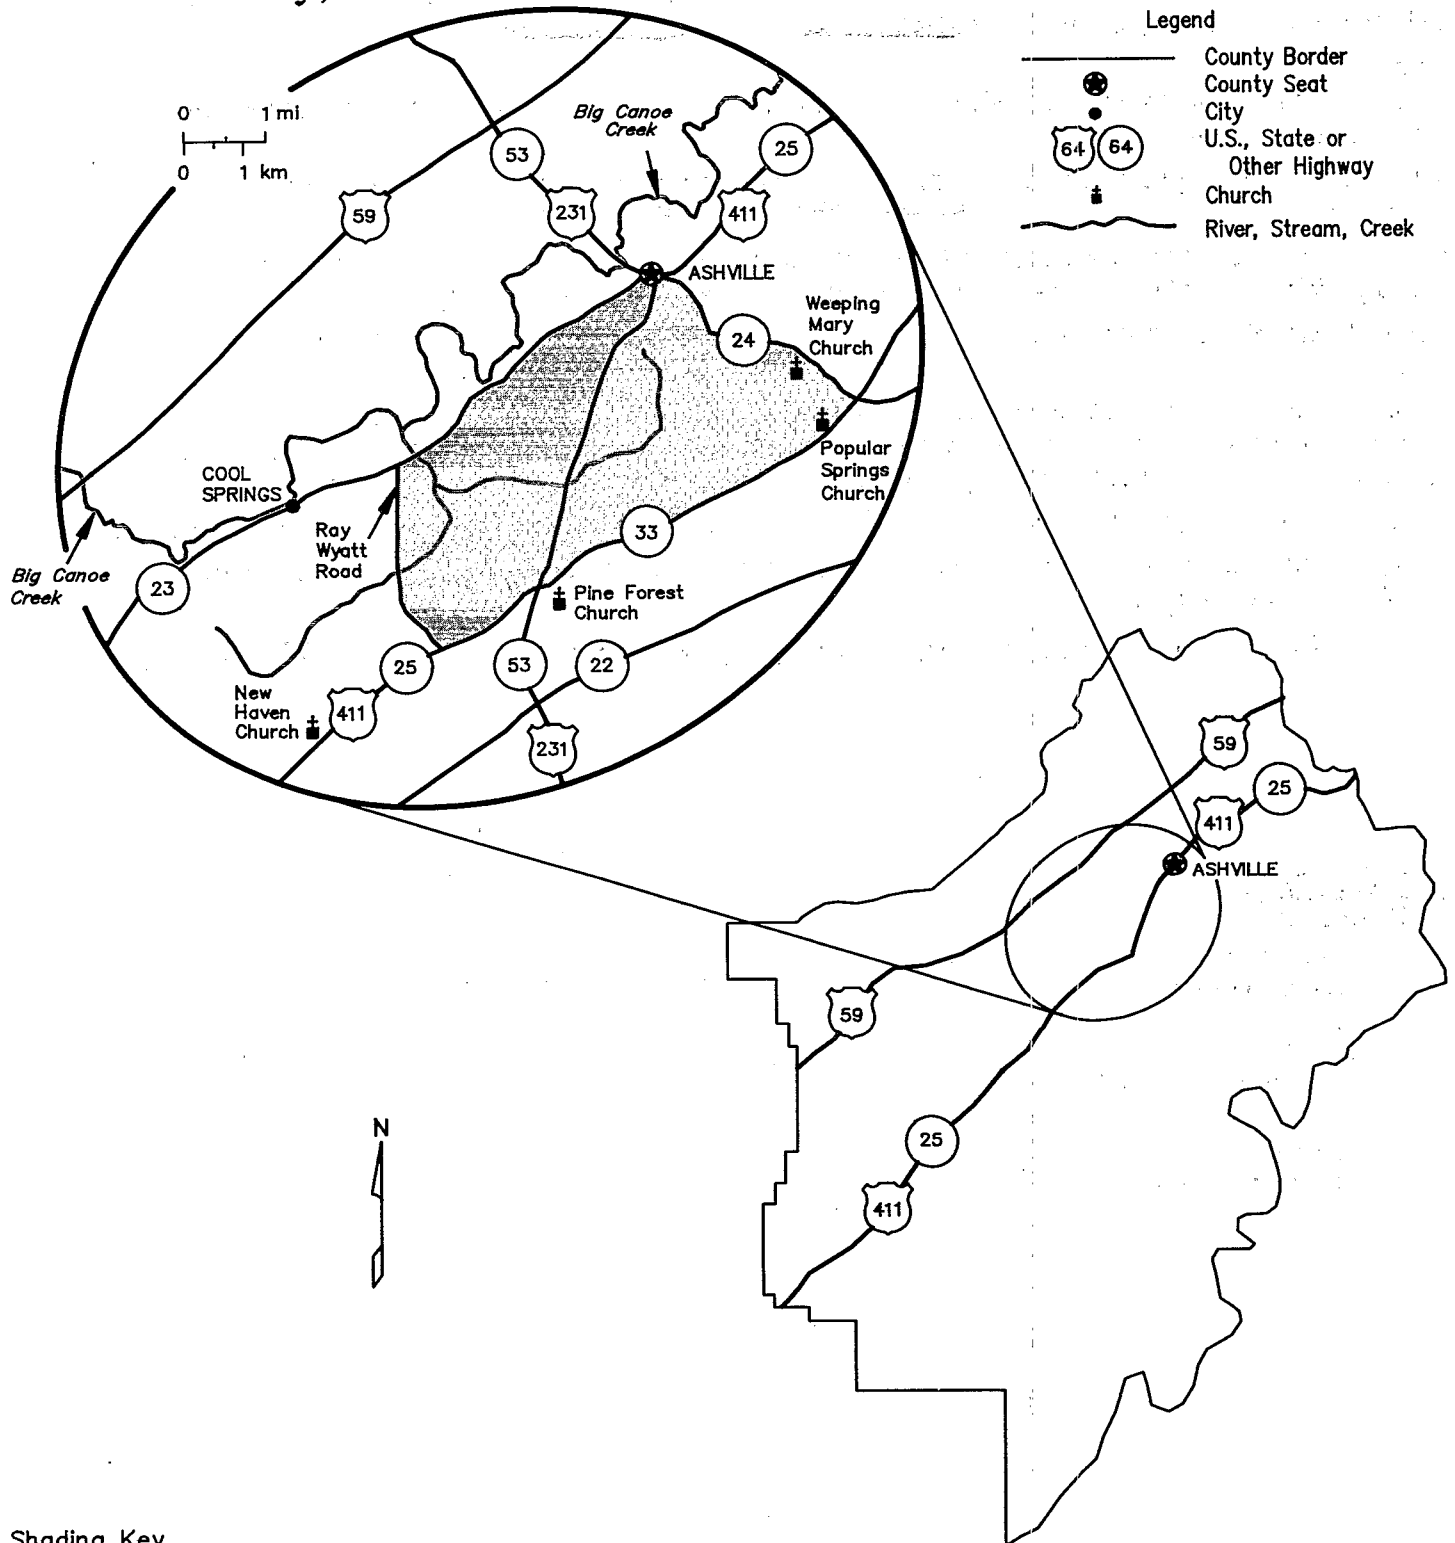 Legend
County Border
County Seat
City
64 64
U.S., State or
Other Highway
Church
River, Stream, Creek
0 1 mi
0 1 km
Big Canoe
Creek
53
25
59
231
411
ASHVILLE
Weeping
Mary
Church
24
Popular
Springs
Church
COOL
SPRINGS
Ray
Wyatt
Road
33
Big Canoe
Creek
23
Pine Forest
Church
25
53
22
New
Haven
Church
411
231
59
25
411
ASHVILLE
59
N
25
411
Shading Key